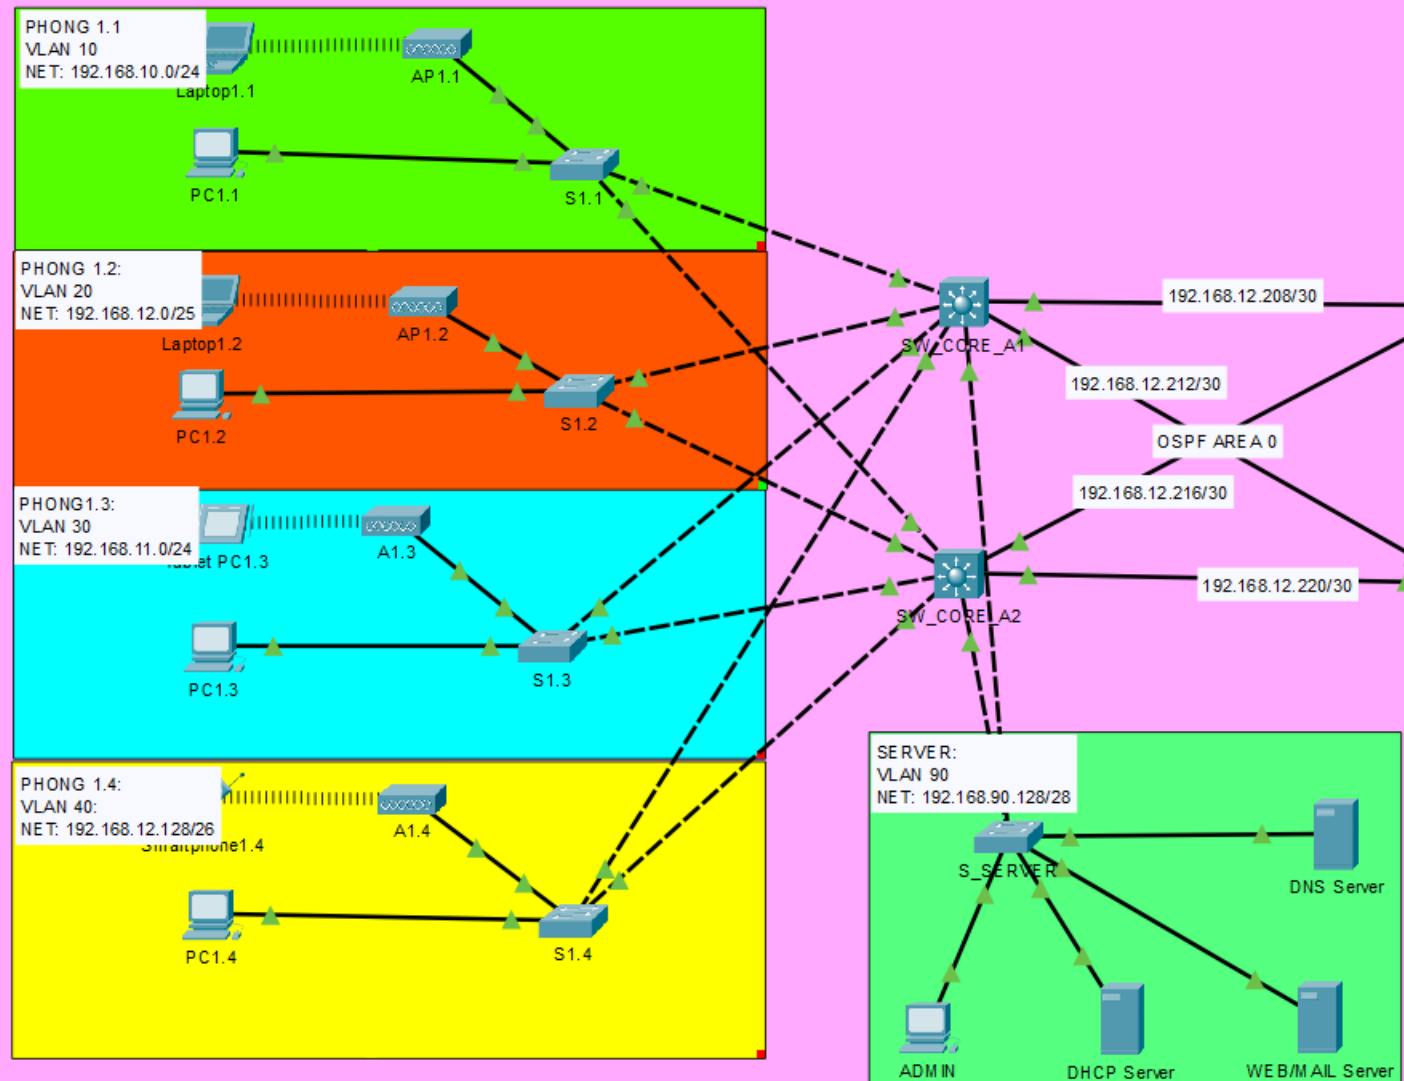 PHONG 1.1
VLAN 10
NET: 192.168.10.0/24
Laptop1.1
AP1.1
PC1.1
S1.1
PHONG 1.2:
VLAN 20
NET: 192.168.12.0/25
Laptop1.2
AP1.2
PC1.2
S1.2
PHONG1.3:
VLAN 30
NET: 192.168.11.0/24
Tablet PC1.3
A1.3
PC1.3
S1.3
PHONG 1.4:
VLAN 40:
NET: 192.168.12.128/26
Smartphone1.4
A1.4
PC1.4
S1.4
SW_CORE_A1
192.168.12.208/30
192.168.12.212/30
OSPF AREA 0
192.168.12.216/30
SW_CORE_A2
192.168.12.220/30
SERVER:
VLAN 90
NET: 192.168.90.128/28
S_SERVER
DNS Server
ADMIN
DHCP Server
WEB/MAIL Server